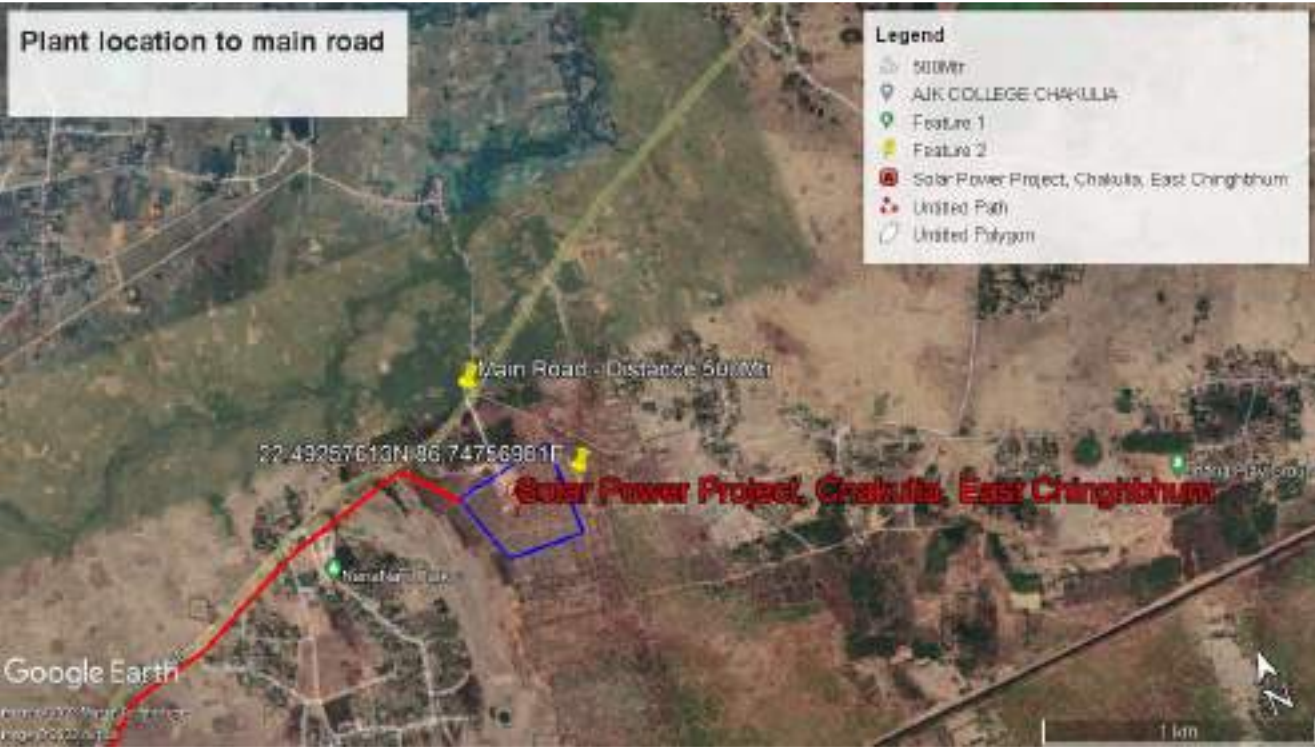 Plant location to main road
Legend
500Mtr
AJK COLLEGE CHAKULIA
Feature 1
Feature 2
Solar Power Project, Chakulia, East Chinghbhum
Untitled Path
Untitled Polygon
Main Road - Distance 500Mtr
22.49257613N 86.74756981E
Solar Power Project, Chakulia, East Chinghbhum
Park
Google Earth
1 km
N